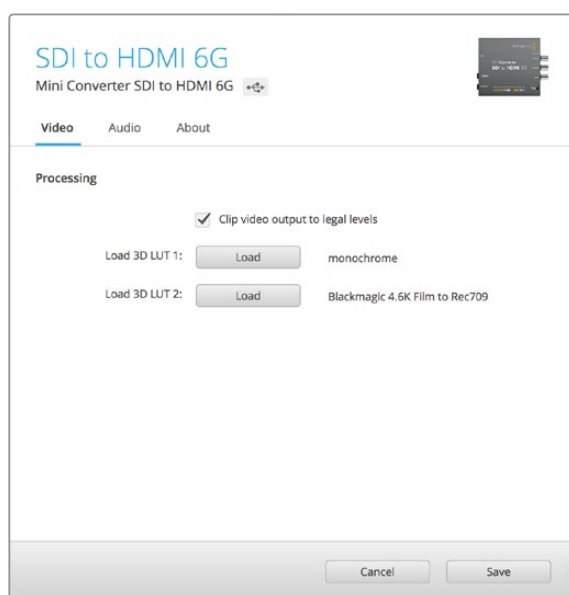 SDI to HDMI 6G
Mini Converter SDI to HDMI 6G
Video Audio About
Processing
Clip video output to legal levels
Load 3D LUT 1: Load monochrome
Load 3D LUT 2: Load Blackmagic 4.6K Film to Rec709
Cancel Save